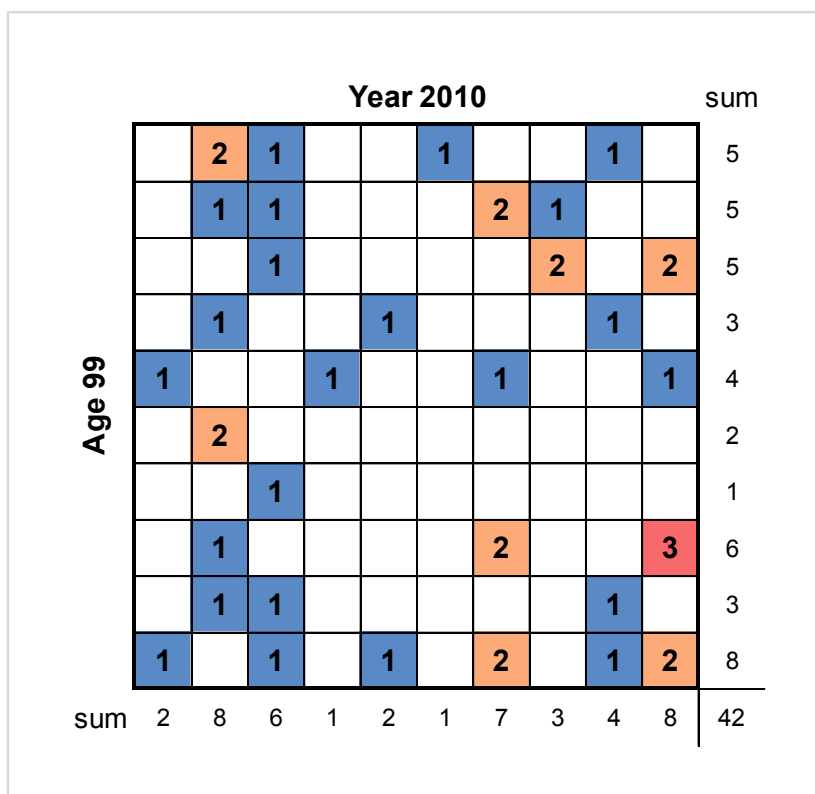 Year 2010 sum
2 1 1 1 5
1 1 2 1 5
1 2 2 5
1 1 1 3
Age 99
1 1 1 1 4
2 2
1 1
1 2 3 6
1 1 1 3
1 1 1 2 1 2 8
sum 2 8 6 1 2 1 7 3 4 8 42